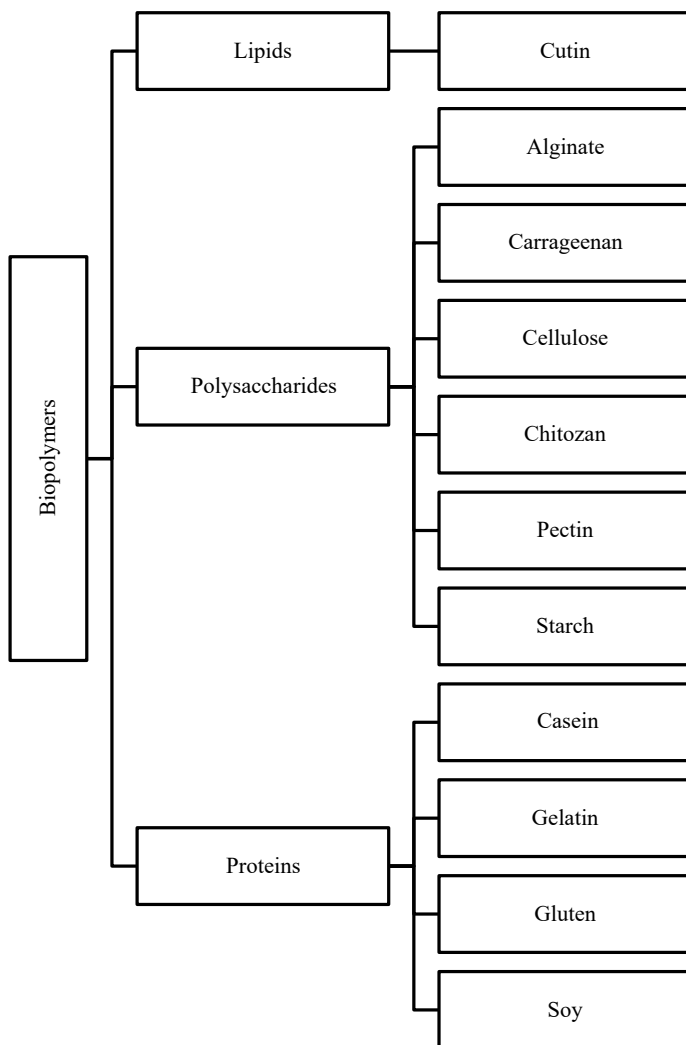 Biopolymers
Lipids
Cutin
Polysaccharides
Alginate
Carrageenan
Cellulose
Chitozan
Pectin
Starch
Proteins
Casein
Gelatin
Gluten
Soy